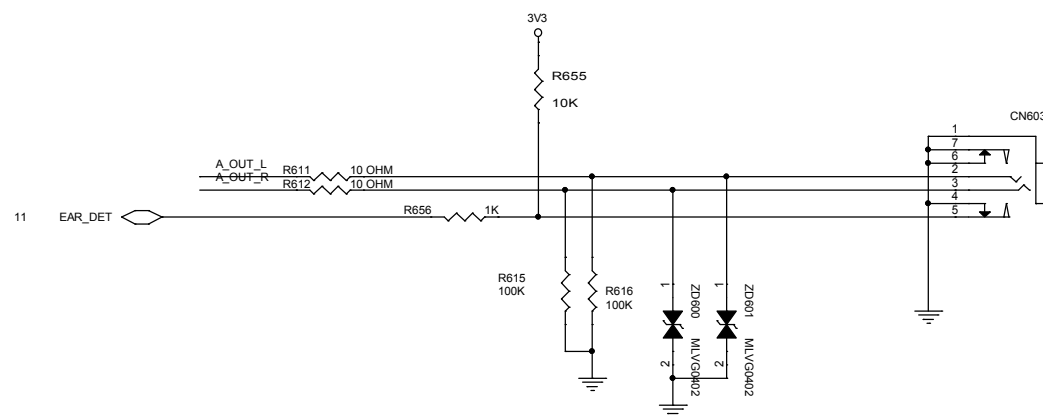 3V3
R655
10K
CN603
1
7
6
2
3
4
5
A_OUT_L
R611
10 OHM
A_OUT_R
R612
10 OHM
11
EAR_DET
R656
1K
R615
100K
R616
100K
1
ZD600
2
MLVG0402
1
ZD601
2
MLVG0402